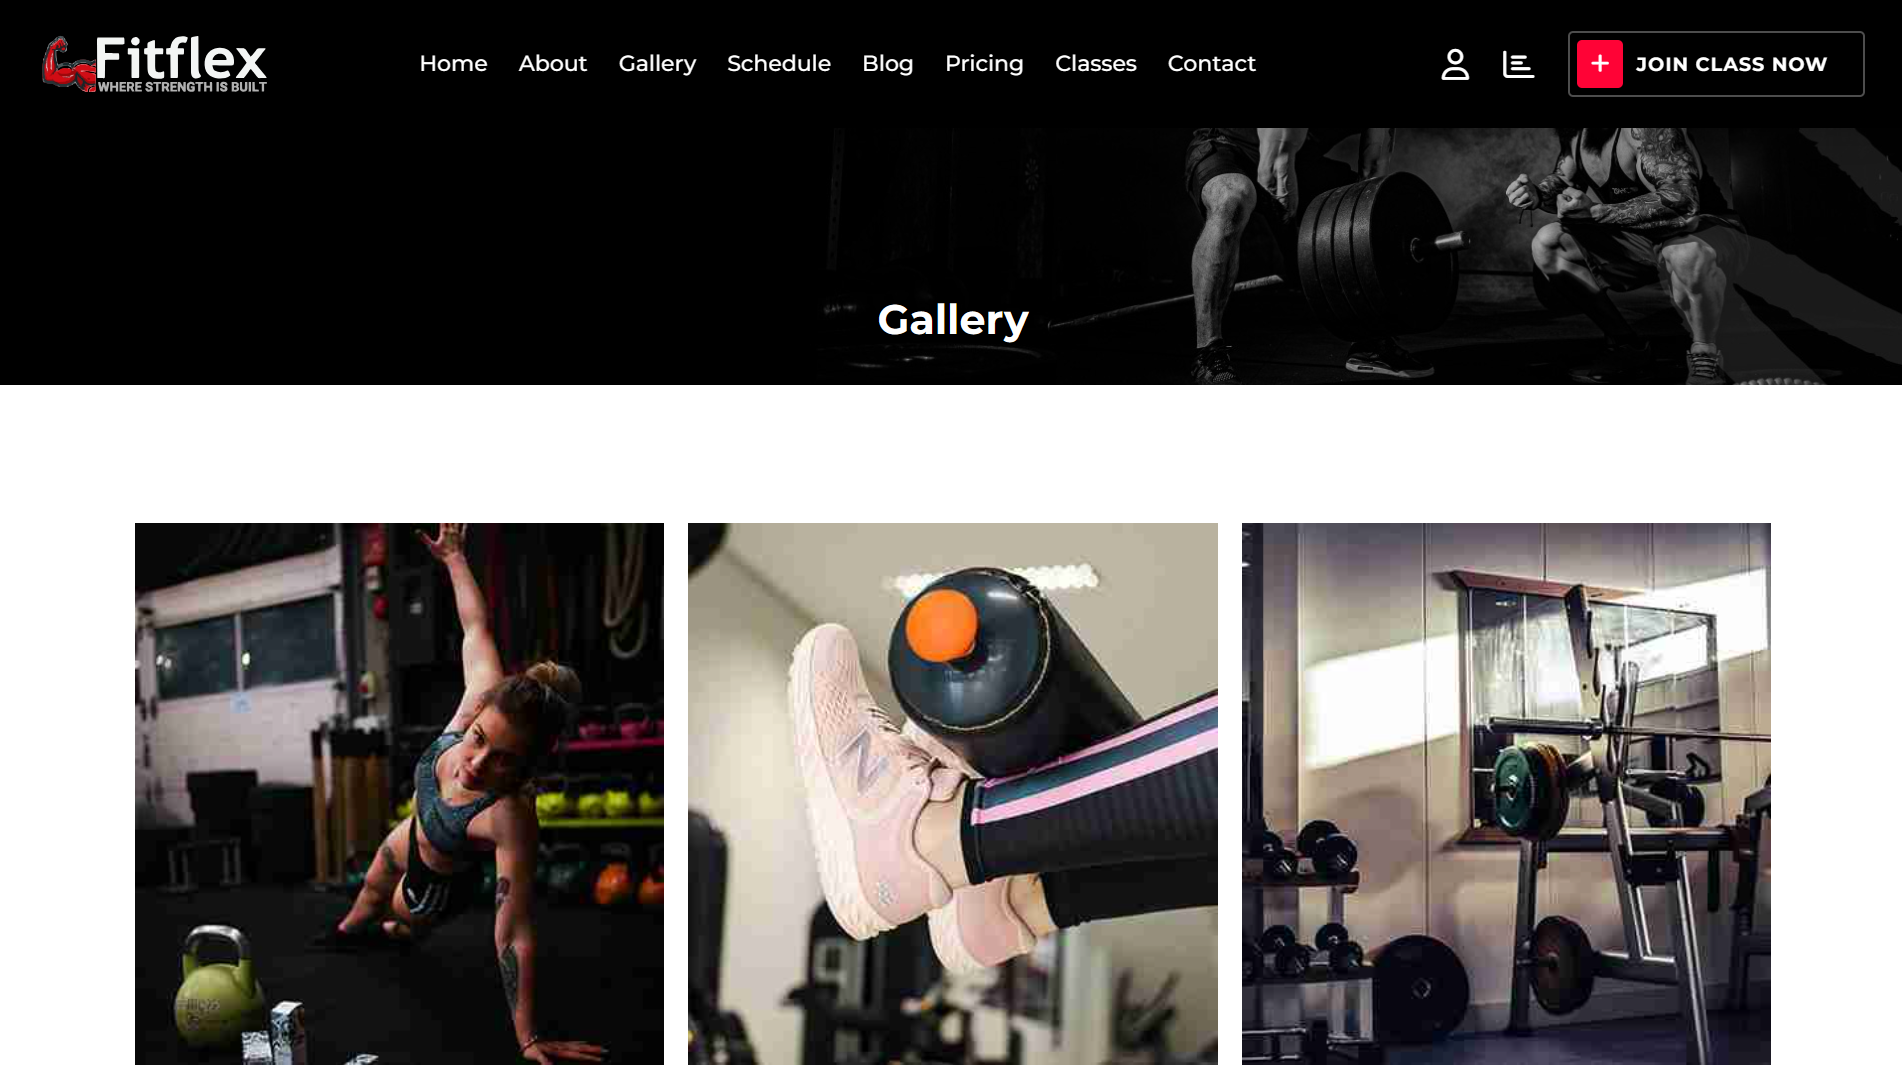 Fitflex
WHERE STRENGTH IS BUILT
Home
About
Gallery
Schedule
Blog
Pricing
Classes
Contact
+ JOIN CLASS NOW
Gallery